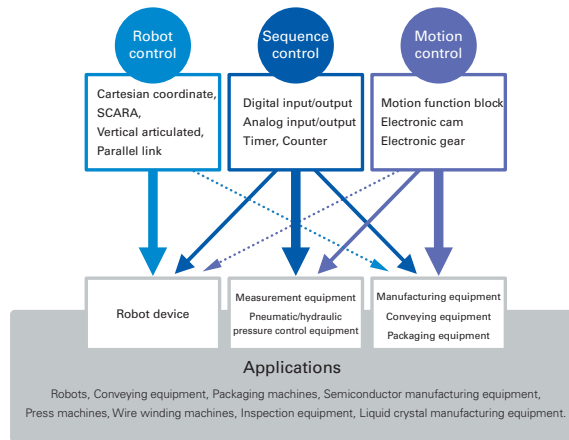 Robot
control
Sequence
control
Motion
control
Cartesian coordinate,
SCARA,
Vertical articulated,
Parallel link
Digital input/output
Analog input/output
Timer, Counter
Motion function block
Electronic cam
Electronic gear
Robot device
Measurement equipment
Pneumatic/hydraulic
pressure control equipment
Manufacturing equipment
Conveying equipment
Packaging equipment
Applications
Robots, Conveying equipment, Packaging machines, Semiconductor manufacturing equipment,
Press machines, Wire winding machines, Inspection equipment, Liquid crystal manufacturing equipment.